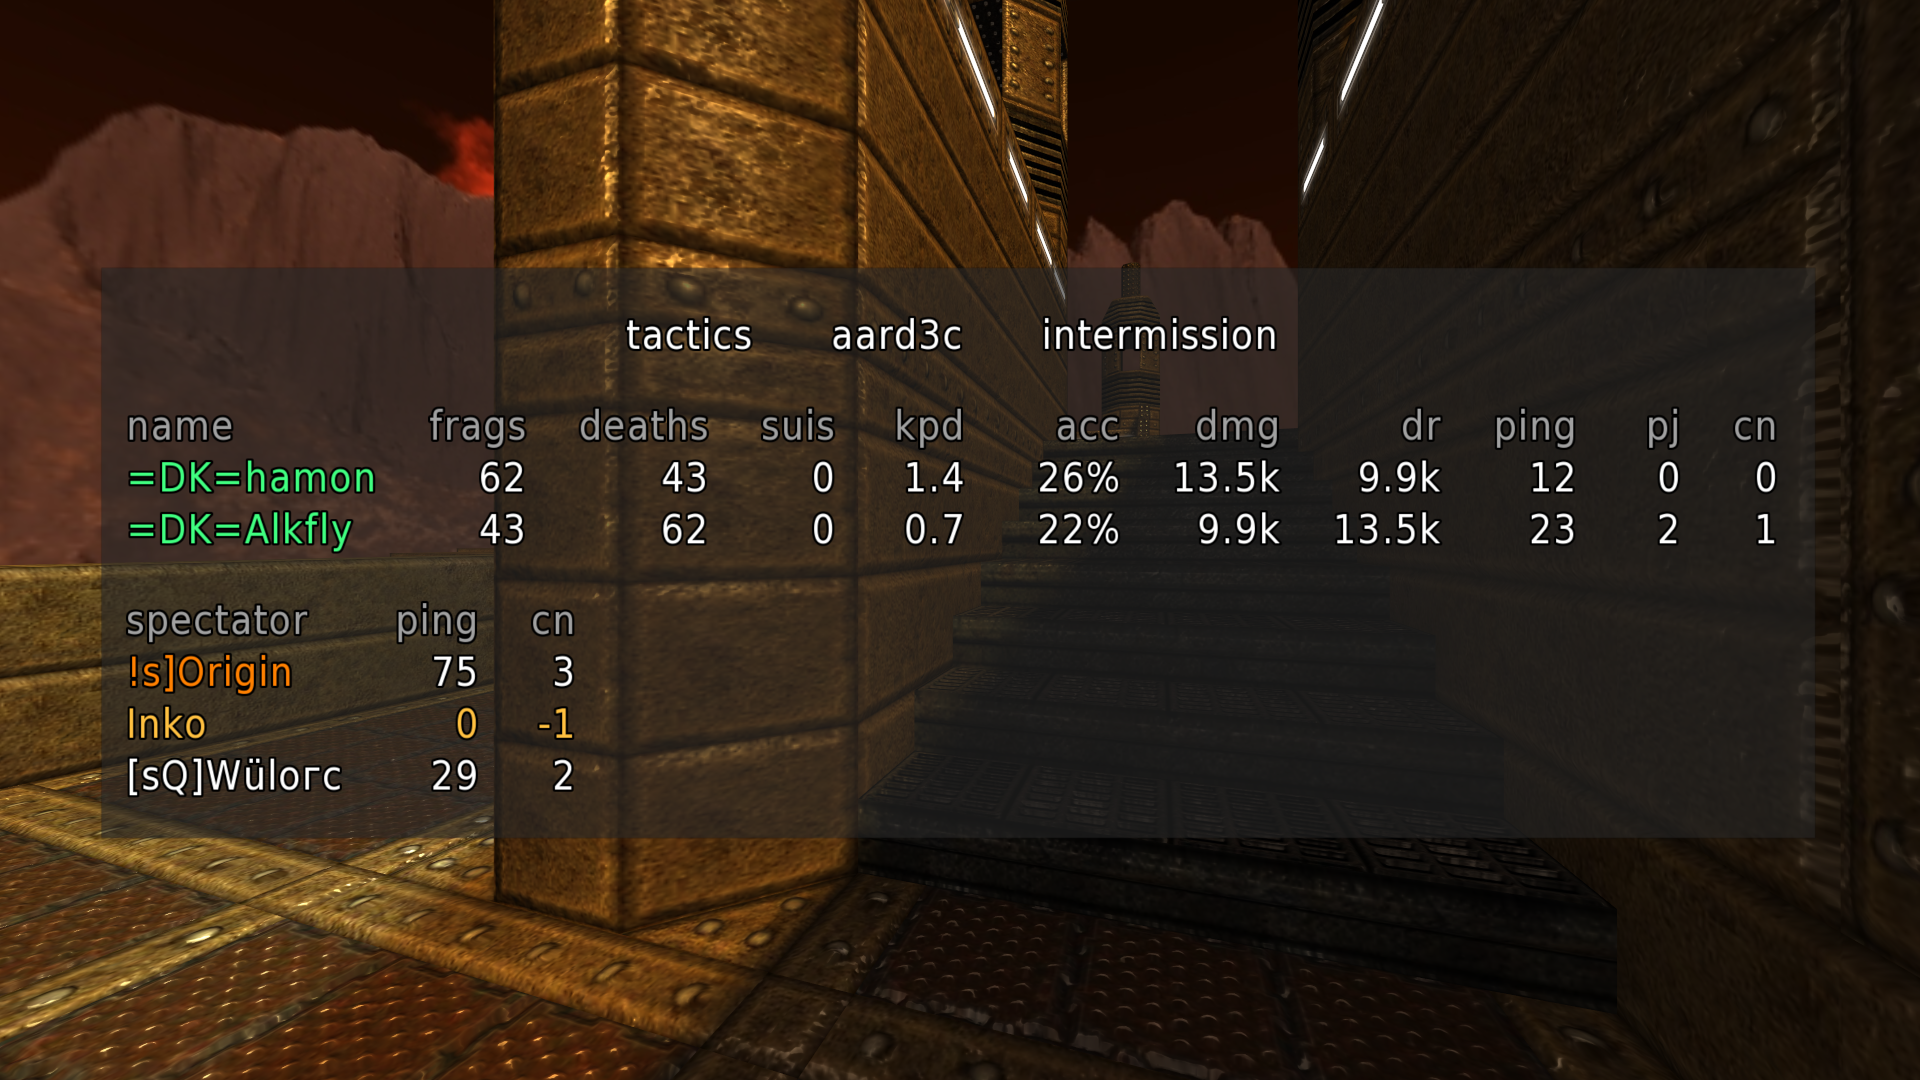 tactics aard3c intermission
name frags deaths suis kpd acc dmg dr ping pj cn
=DK=hamon 62 43 0 1.4 26% 13.5k 9.9k 12 0 0
=DK=Alkfly 43 62 0 0.7 22% 9.9k 13.5k 23 2 1
spectator ping cn
!s]Origin 75 3
Inko 0 -1
[sQ]Wülorc 29 2